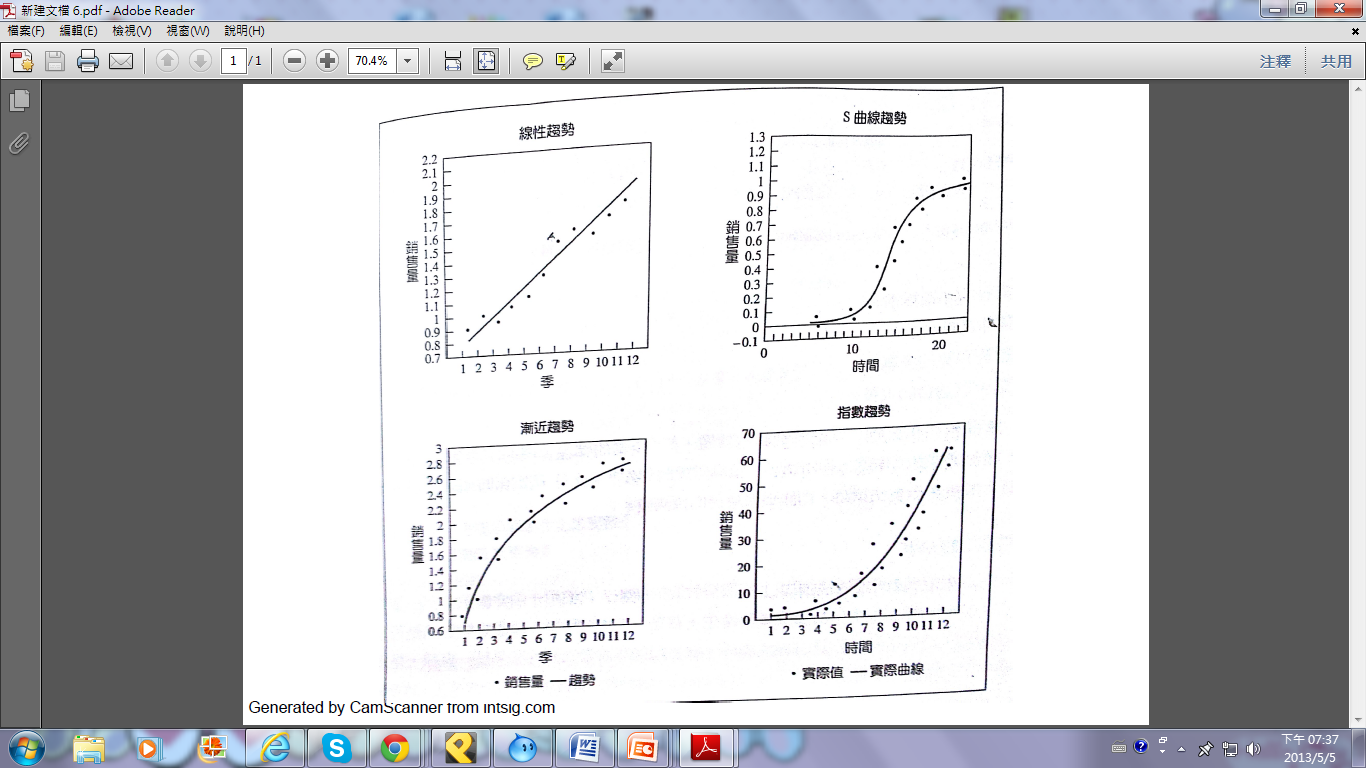 新建文檔 6.pdf - Adobe Reader
檔案(F) 編輯(E) 檢視(V) 視窗(W) 說明(H)
1 / 1 70.4% 注釋 共用
線性趨勢
2.2
2.1
2
1.9
1.8
1.7
1.6
1.5
1.4
1.3
1.2
1.1
1
0.9
0.8
0.7
銷售量
1 2 3 4 5 6 7 8 9 10 11 12
季
S 曲線趨勢
1.3
1.2
1.1
1
0.9
0.8
0.7
0.6
0.5
0.4
0.3
0.2
0.1
0
−0.1
銷售量
0 10 20
時間
漸近趨勢
3
2.8
2.6
2.4
2.2
2
1.8
1.6
1.4
1.2
1
0.8
0.6
銷售量
1 2 3 4 5 6 7 8 9 10 11 12
季
• 銷售量 — 趨勢
指數趨勢
70
60
50
40
30
20
10
0
銷售量
1 2 3 4 5 6 7 8 9 10 11 12
時間
• 實際值 — 實際曲線
Generated by CamScanner from intsig.com
下午 07:37
2013/5/5